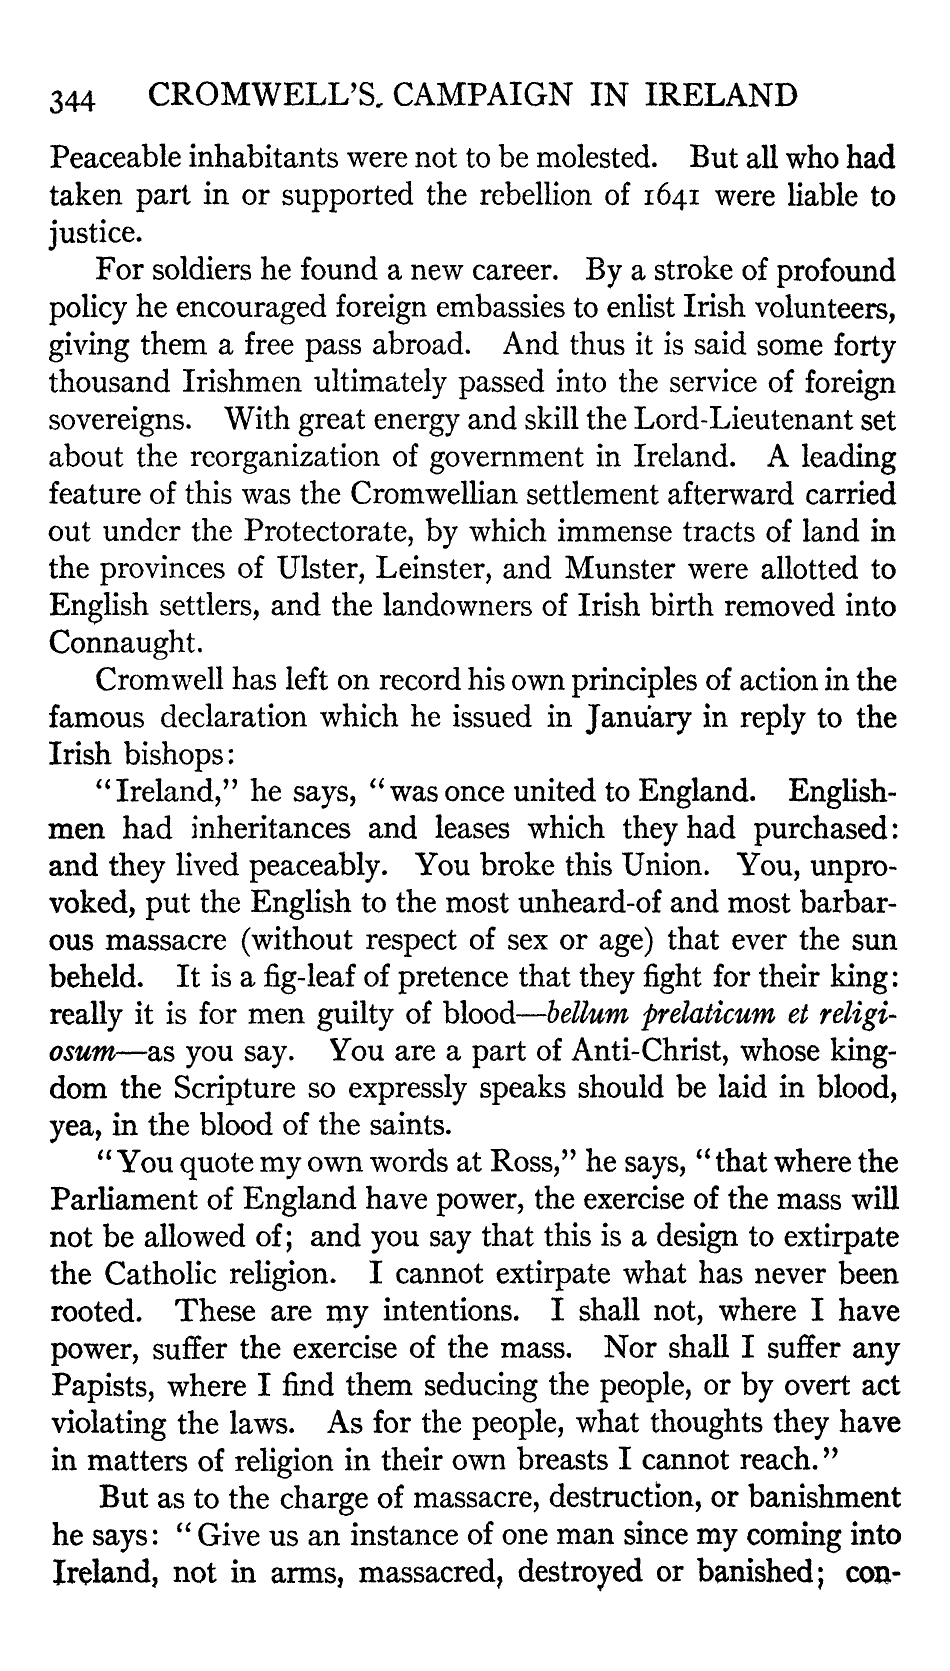 344 CROMWELL'S. CAMPAIGN IN IRELAND
Peaceable inhabitants were not to be molested. But all who had
taken part in or supported the rebellion of 1641 were liable to
justice.
For soldiers he found a new career. By a stroke of profound
policy he encouraged foreign embassies to enlist Irish volunteers,
giving them a free pass abroad. And thus it is said some forty
thousand Irishmen ultimately passed into the service of foreign
sovereigns. With great energy and skill the Lord-Lieutenant set
about the reorganization of government in Ireland. A leading
feature of this was the Cromwellian settlement afterward carried
out under the Protectorate, by which immense tracts of land in
the provinces of Ulster, Leinster, and Munster were allotted to
English settlers, and the landowners of Irish birth removed into
Connaught.
Cromwell has left on record his own principles of action in the
famous declaration which he issued in January in reply to the
Irish bishops:
"Ireland," he says, "was once united to England. English-
men had inheritances and leases which they had purchased:
and they lived peaceably. You broke this Union. You, unpro-
voked, put the English to the most unheard-of and most barbar-
ous massacre (without respect of sex or age) that ever the sun
beheld. It is a fig-leaf of pretence that they fight for their king:
really it is for men guilty of blood—bellum prelaticum et religi-
osum—as you say. You are a part of Anti-Christ, whose king-
dom the Scripture so expressly speaks should be laid in blood,
yea, in the blood of the saints.
"You quote my own words at Ross," he says, "that where the
Parliament of England have power, the exercise of the mass will
not be allowed of; and you say that this is a design to extirpate
the Catholic religion. I cannot extirpate what has never been
rooted. These are my intentions. I shall not, where I have
power, suffer the exercise of the mass. Nor shall I suffer any
Papists, where I find them seducing the people, or by overt act
violating the laws. As for the people, what thoughts they have
in matters of religion in their own breasts I cannot reach."
But as to the charge of massacre, destruction, or banishment
he says: "Give us an instance of one man since my coming into
Ireland, not in arms, massacred, destroyed or banished; con-